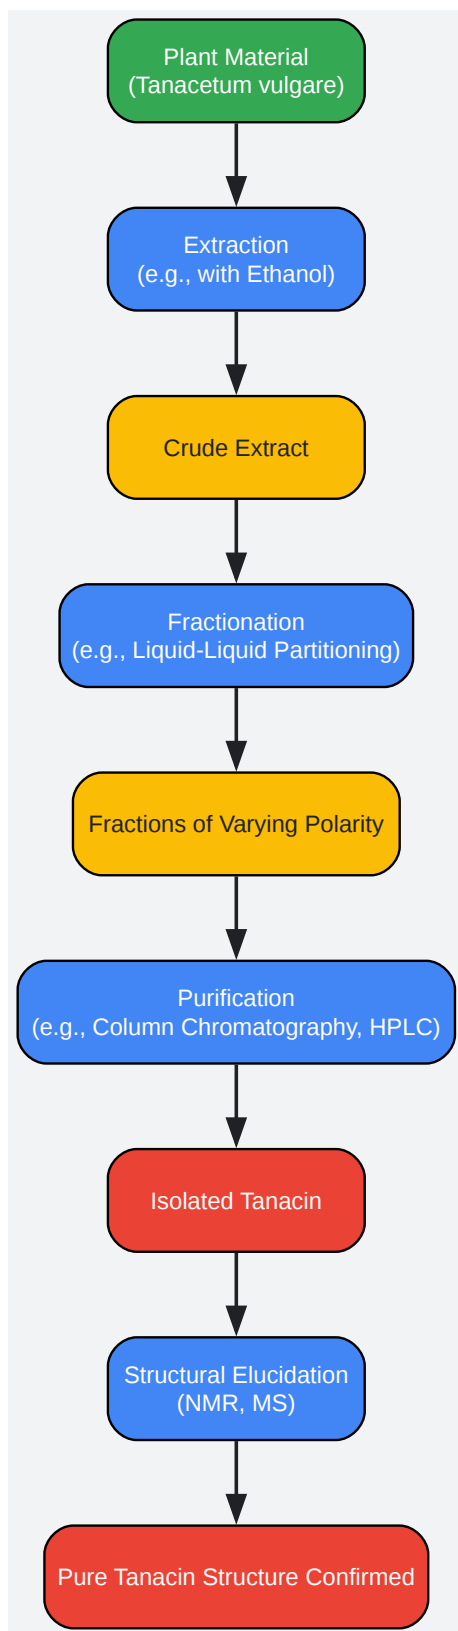 Plant Material
(Tanacetum vulgare)
Extraction
(e.g., with Ethanol)
Crude Extract
Fractionation
(e.g., Liquid-Liquid Partitioning)
Fractions of Varying Polarity
Purification
(e.g., Column Chromatography, HPLC)
Isolated Tanacin
Structural Elucidation
(NMR, MS)
Pure Tanacin Structure Confirmed